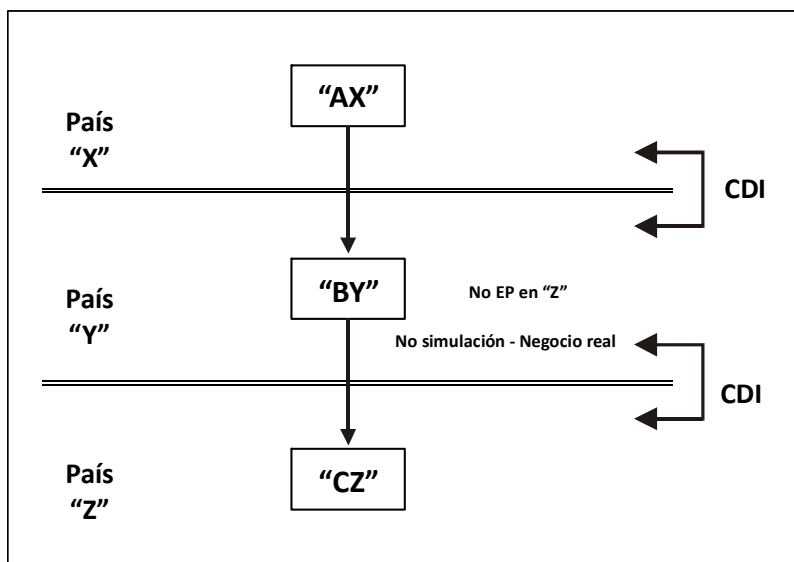 “AX”
País
“X”
CDI
“BY”
No EP en “Z”
País
“Y”
No simulación - Negocio real
CDI
“CZ”
País
“Z”